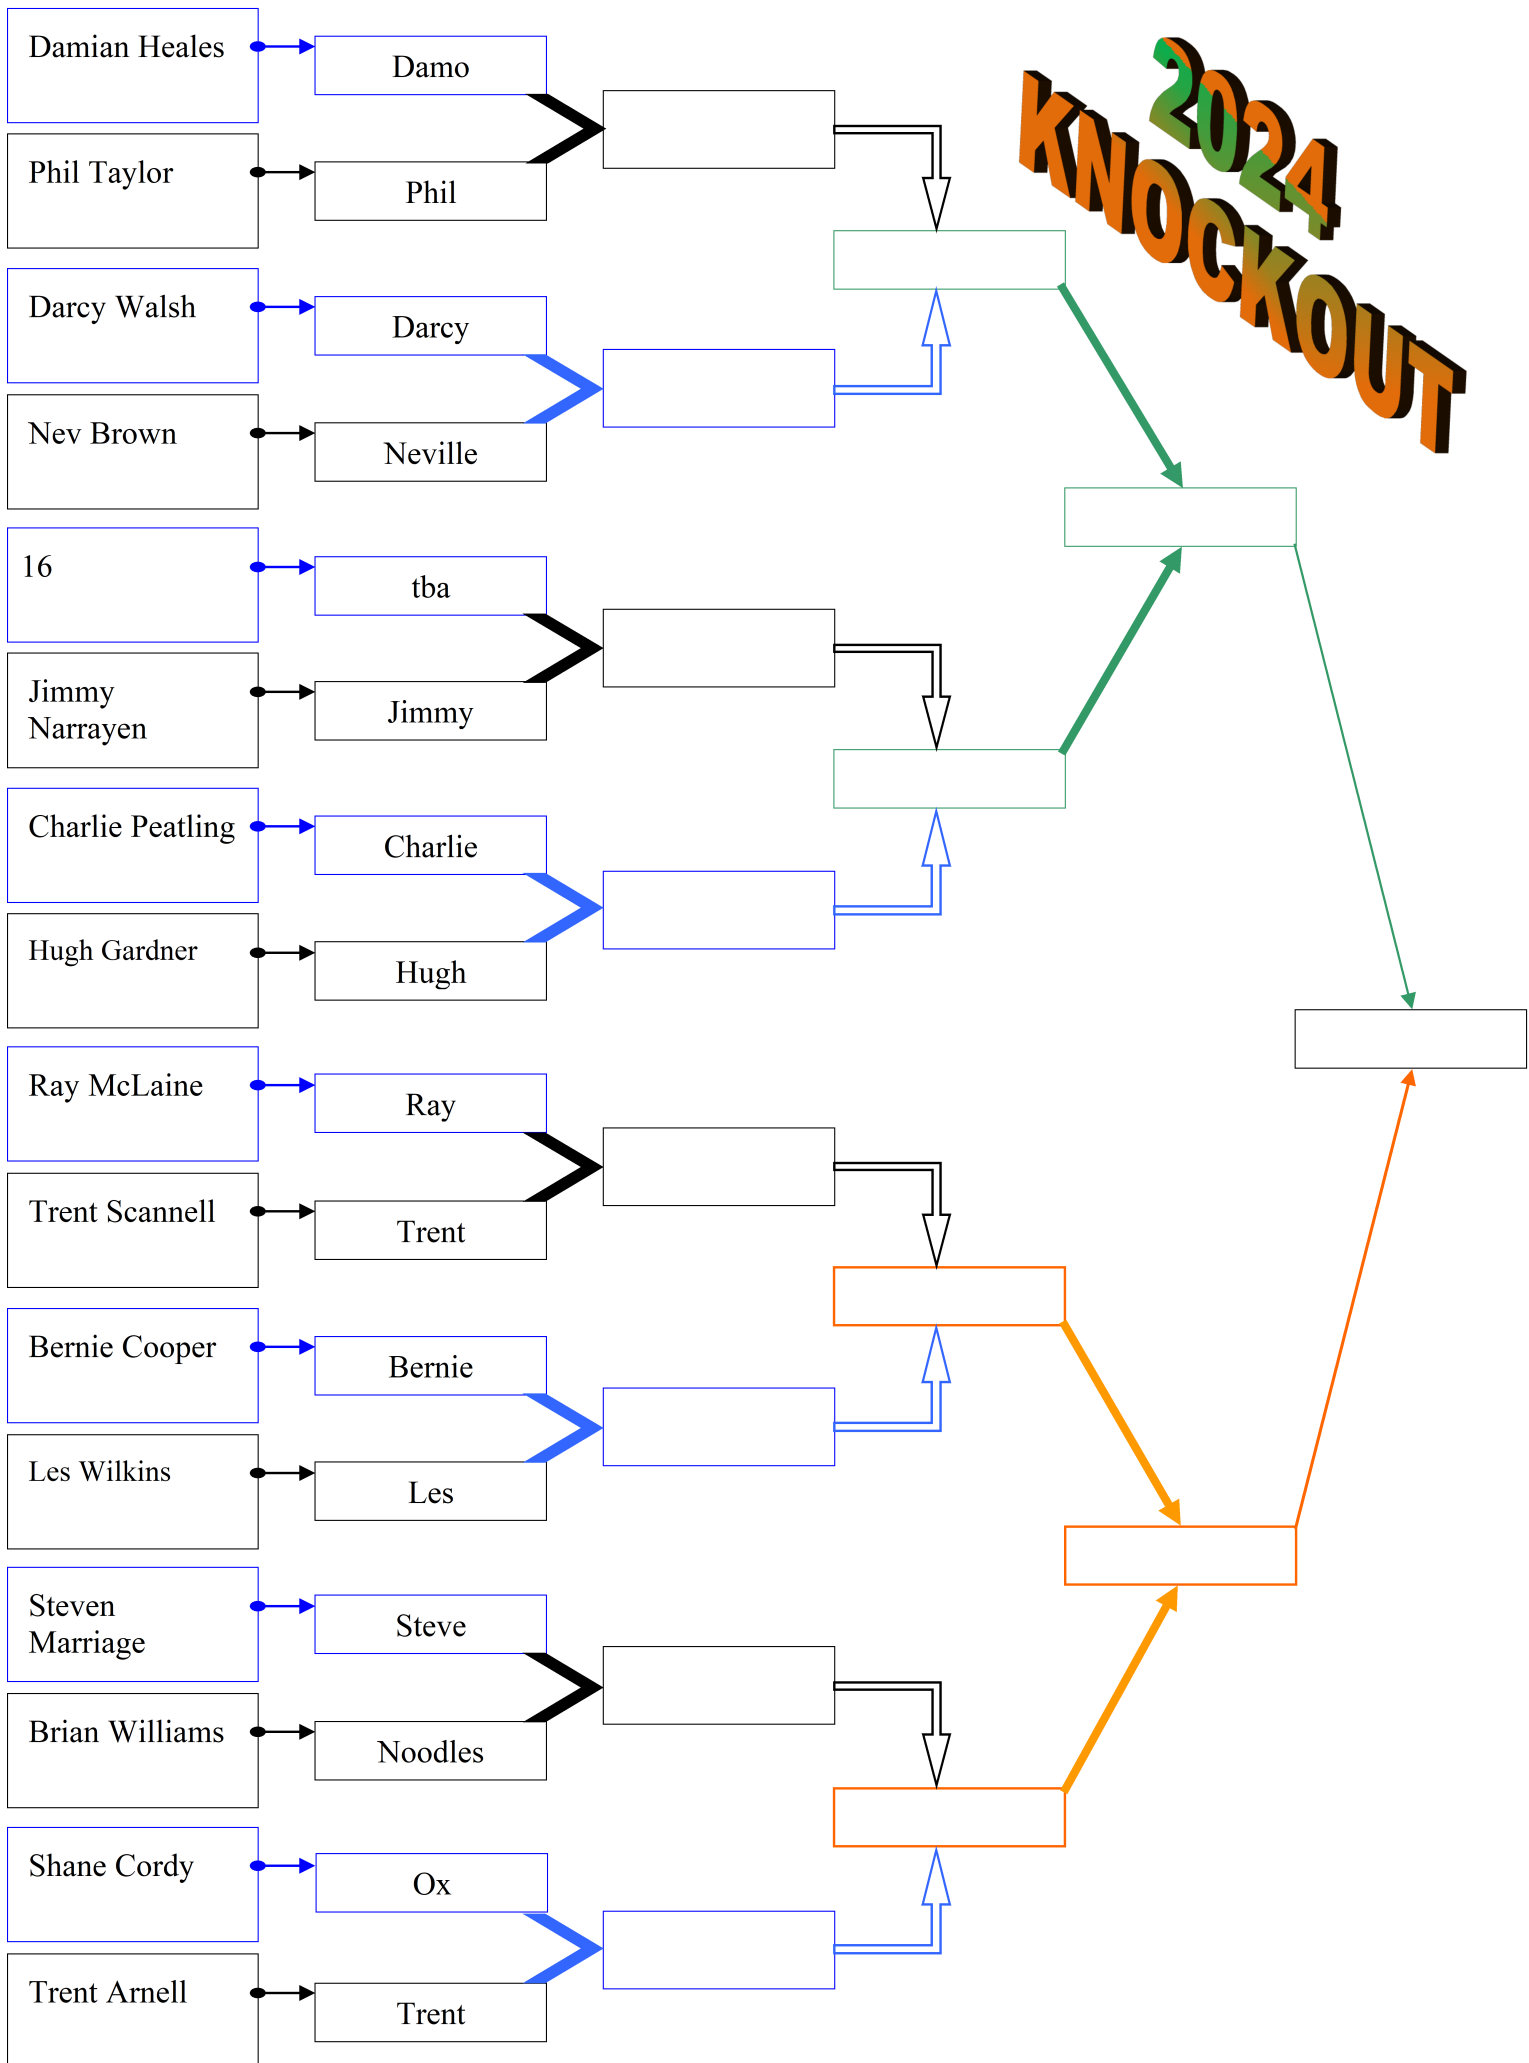 2024
KNOCKOUT
Damian Heales
Damo
Phil Taylor
Phil
Darcy Walsh
Darcy
Nev Brown
Neville
16
tba
Jimmy
Narrayen
Jimmy
Charlie Peatling
Charlie
Hugh Gardner
Hugh
Ray McLaine
Ray
Trent Scannell
Trent
Bernie Cooper
Bernie
Les Wilkins
Les
Steven
Marriage
Steve
Brian Williams
Noodles
Shane Cordy
Ox
Trent Arnell
Trent